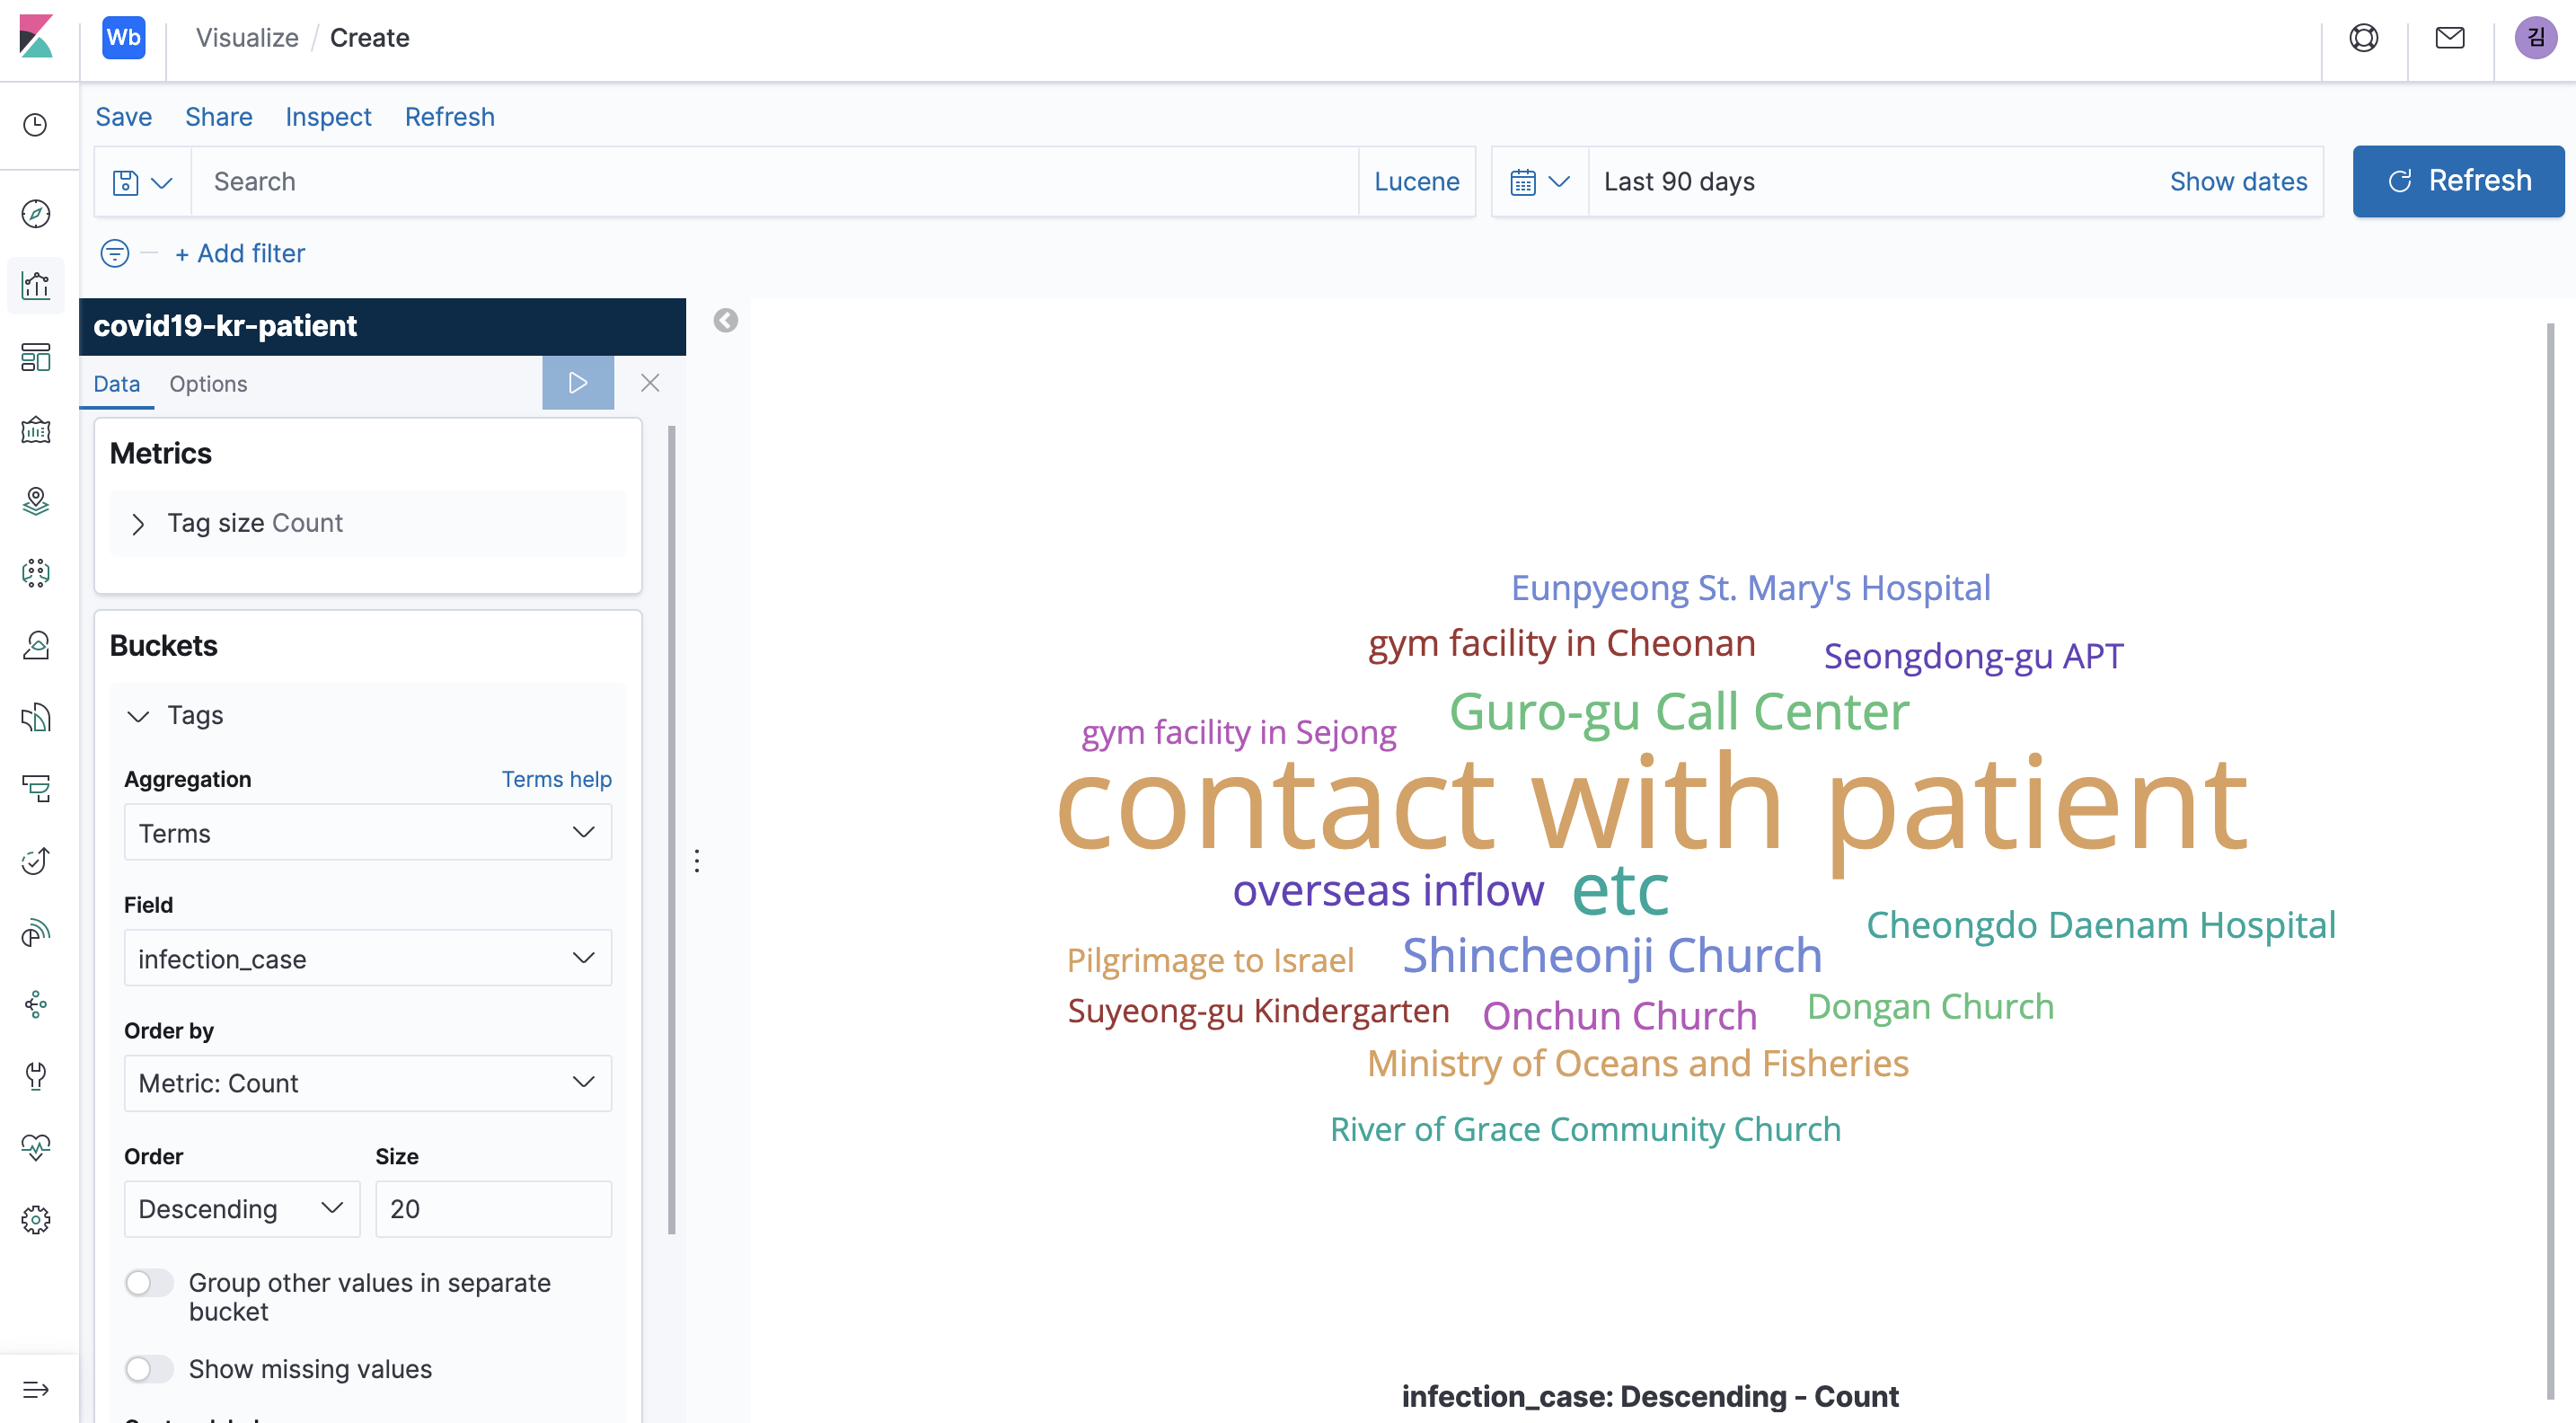 Wb
Visualize / Create
김
Save Share Inspect Refresh
Search
Lucene
Last 90 days
Show dates
Refresh
+ Add filter
covid19-kr-patient
Data Options
Metrics
Tag size Count
Buckets
Tags
Aggregation
Terms help
Terms
Field
infection_case
Order by
Metric: Count
Order Size
Descending 20
Group other values in separate
bucket
Show missing values
Eunpyeong St. Mary's Hospital
gym facility in Cheonan
Seongdong-gu APT
Guro-gu Call Center
gym facility in Sejong
contact with patient
overseas inflow
etc
Cheongdo Daenam Hospital
Pilgrimage to Israel
Shincheonji Church
Suyeong-gu Kindergarten
Onchun Church
Dongan Church
Ministry of Oceans and Fisheries
River of Grace Community Church
infection_case: Descending - Count